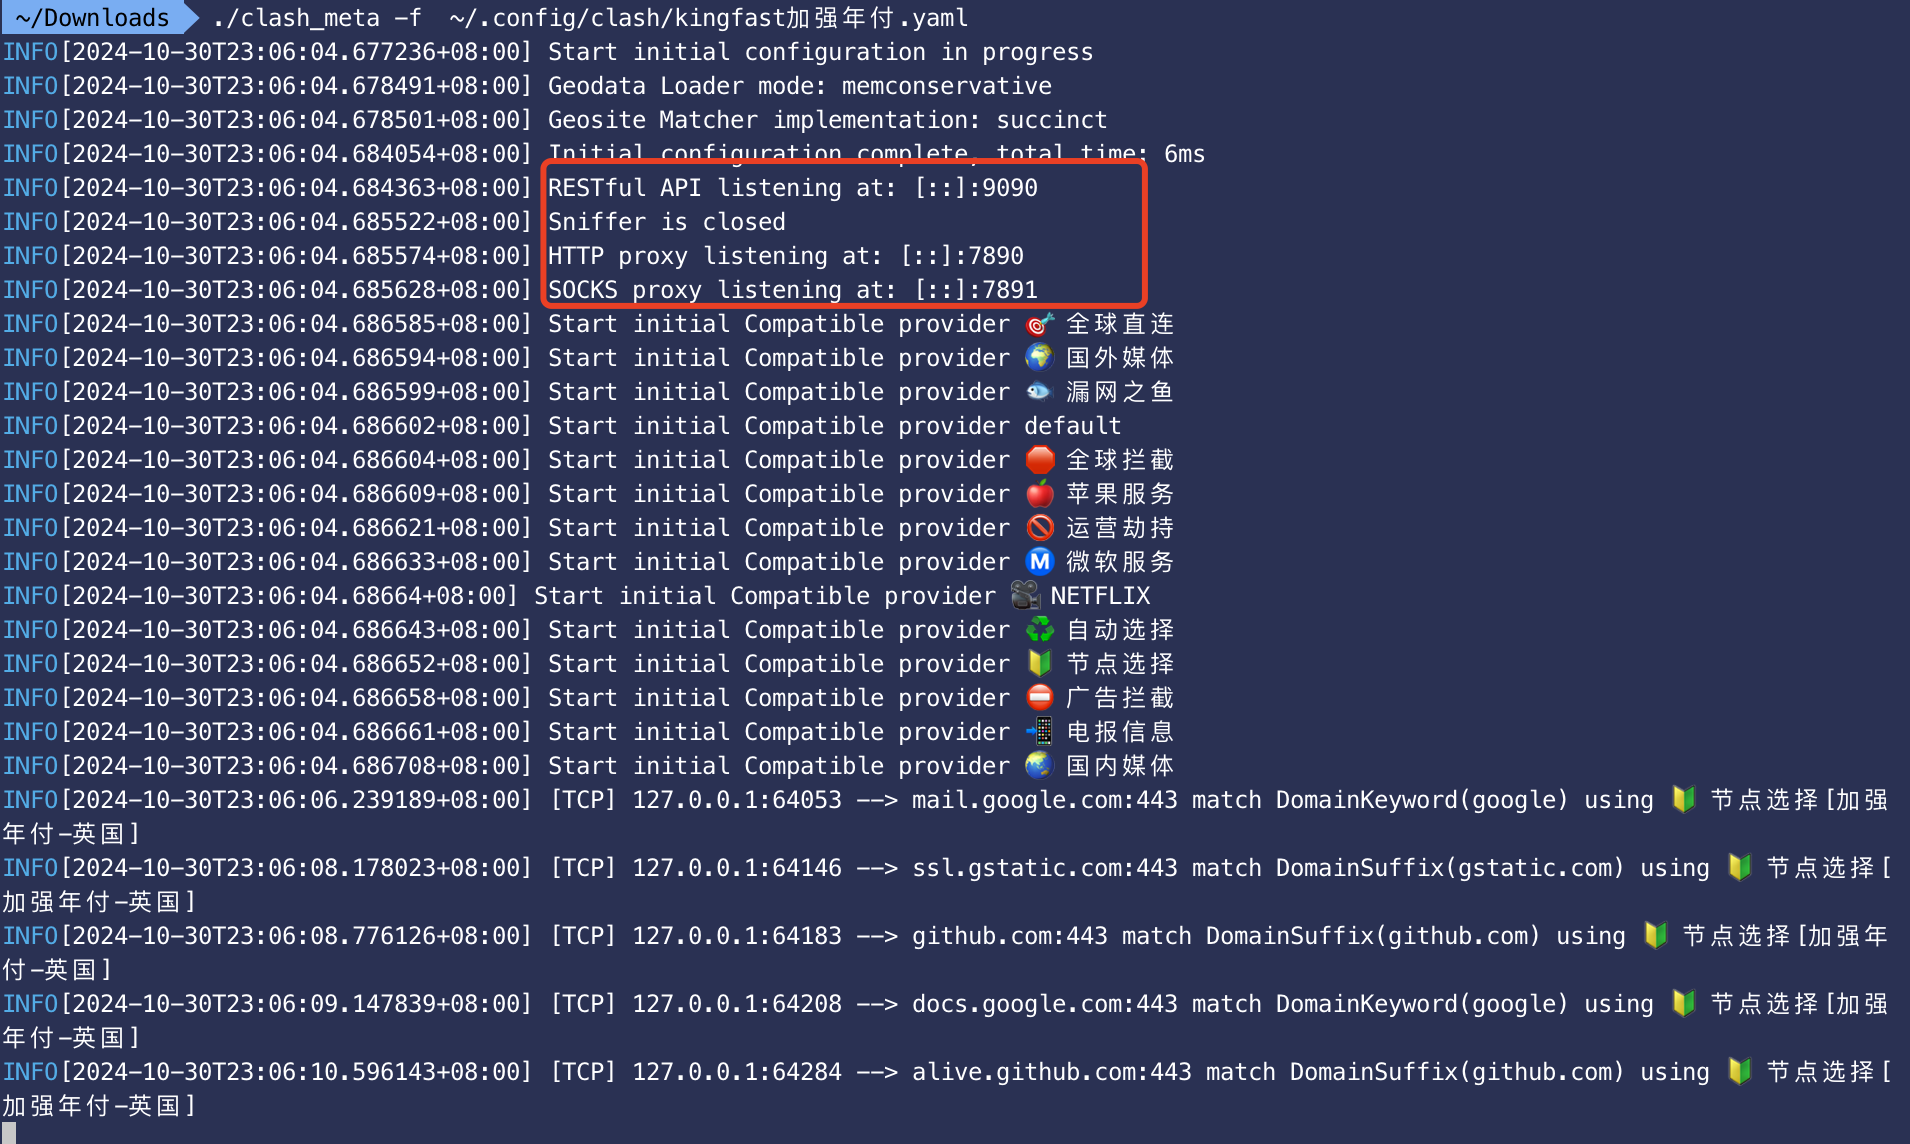 ~/Downloads ./clash_meta -f ~/.config/clash/kingfast加强年付.yaml
INFO[2024-10-30T23:06:04.677236+08:00] Start initial configuration in progress
INFO[2024-10-30T23:06:04.678491+08:00] Geodata Loader mode: memconservative
INFO[2024-10-30T23:06:04.678501+08:00] Geosite Matcher implementation: succinct
INFO[2024-10-30T23:06:04.684054+08:00] Initial configuration complete, total time: 6ms
INFO[2024-10-30T23:06:04.684363+08:00] RESTful API listening at: [::]:9090
INFO[2024-10-30T23:06:04.685522+08:00] Sniffer is closed
INFO[2024-10-30T23:06:04.685574+08:00] HTTP proxy listening at: [::]:7890
INFO[2024-10-30T23:06:04.685628+08:00] SOCKS proxy listening at: [::]:7891
INFO[2024-10-30T23:06:04.686585+08:00] Start initial Compatible provider 🎯 全球直连
INFO[2024-10-30T23:06:04.686594+08:00] Start initial Compatible provider 🌍 国外媒体
INFO[2024-10-30T23:06:04.686599+08:00] Start initial Compatible provider 🐟 漏网之鱼
INFO[2024-10-30T23:06:04.686602+08:00] Start initial Compatible provider default
INFO[2024-10-30T23:06:04.686604+08:00] Start initial Compatible provider 🛑 全球拦截
INFO[2024-10-30T23:06:04.686609+08:00] Start initial Compatible provider 🍎 苹果服务
INFO[2024-10-30T23:06:04.686621+08:00] Start initial Compatible provider 🚫 运营劫持
INFO[2024-10-30T23:06:04.686633+08:00] Start initial Compatible provider Ⓜ️ 微软服务
INFO[2024-10-30T23:06:04.68664+08:00] Start initial Compatible provider 🎥 NETFLIX
INFO[2024-10-30T23:06:04.686643+08:00] Start initial Compatible provider ♻️ 自动选择
INFO[2024-10-30T23:06:04.686652+08:00] Start initial Compatible provider 🔰 节点选择
INFO[2024-10-30T23:06:04.686658+08:00] Start initial Compatible provider ⛔️ 广告拦截
INFO[2024-10-30T23:06:04.686661+08:00] Start initial Compatible provider 📲 电报信息
INFO[2024-10-30T23:06:04.686708+08:00] Start initial Compatible provider 🌏 国内媒体
INFO[2024-10-30T23:06:06.239189+08:00] [TCP] 127.0.0.1:64053 --> mail.google.com:443 match DomainKeyword(google) using 🔰 节点选择[加强
年付-英国]
INFO[2024-10-30T23:06:08.178023+08:00] [TCP] 127.0.0.1:64146 --> ssl.gstatic.com:443 match DomainSuffix(gstatic.com) using 🔰 节点选择[
加强年付-英国]
INFO[2024-10-30T23:06:08.776126+08:00] [TCP] 127.0.0.1:64183 --> github.com:443 match DomainSuffix(github.com) using 🔰 节点选择[加强年
付-英国]
INFO[2024-10-30T23:06:09.147839+08:00] [TCP] 127.0.0.1:64208 --> docs.google.com:443 match DomainKeyword(google) using 🔰 节点选择[加强
年付-英国]
INFO[2024-10-30T23:06:10.596143+08:00] [TCP] 127.0.0.1:64284 --> alive.github.com:443 match DomainSuffix(github.com) using 🔰 节点选择[
加强年付-英国]